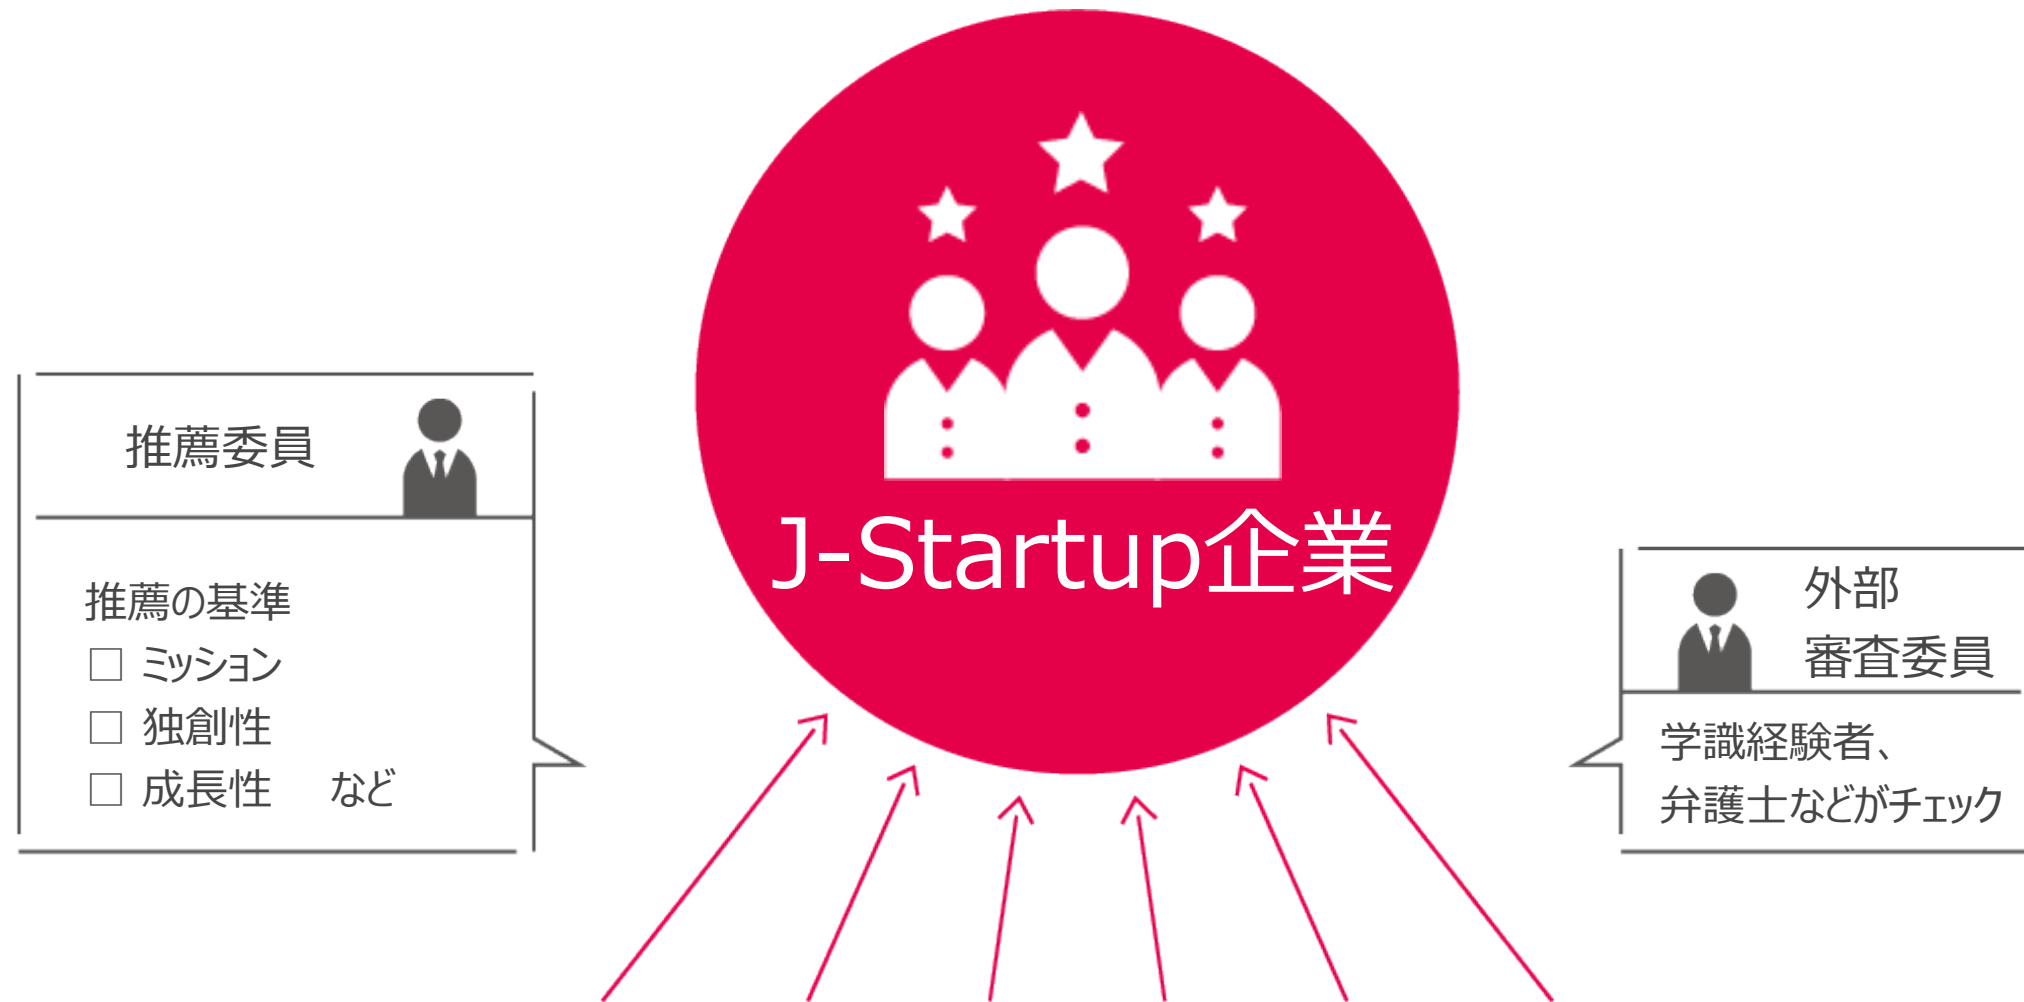 J-Startup企業
推薦委員
推薦の基準
□ ミッション
□ 独創性
□ 成長性 など
外部
審査委員
学識経験者、
弁護士などがチェック